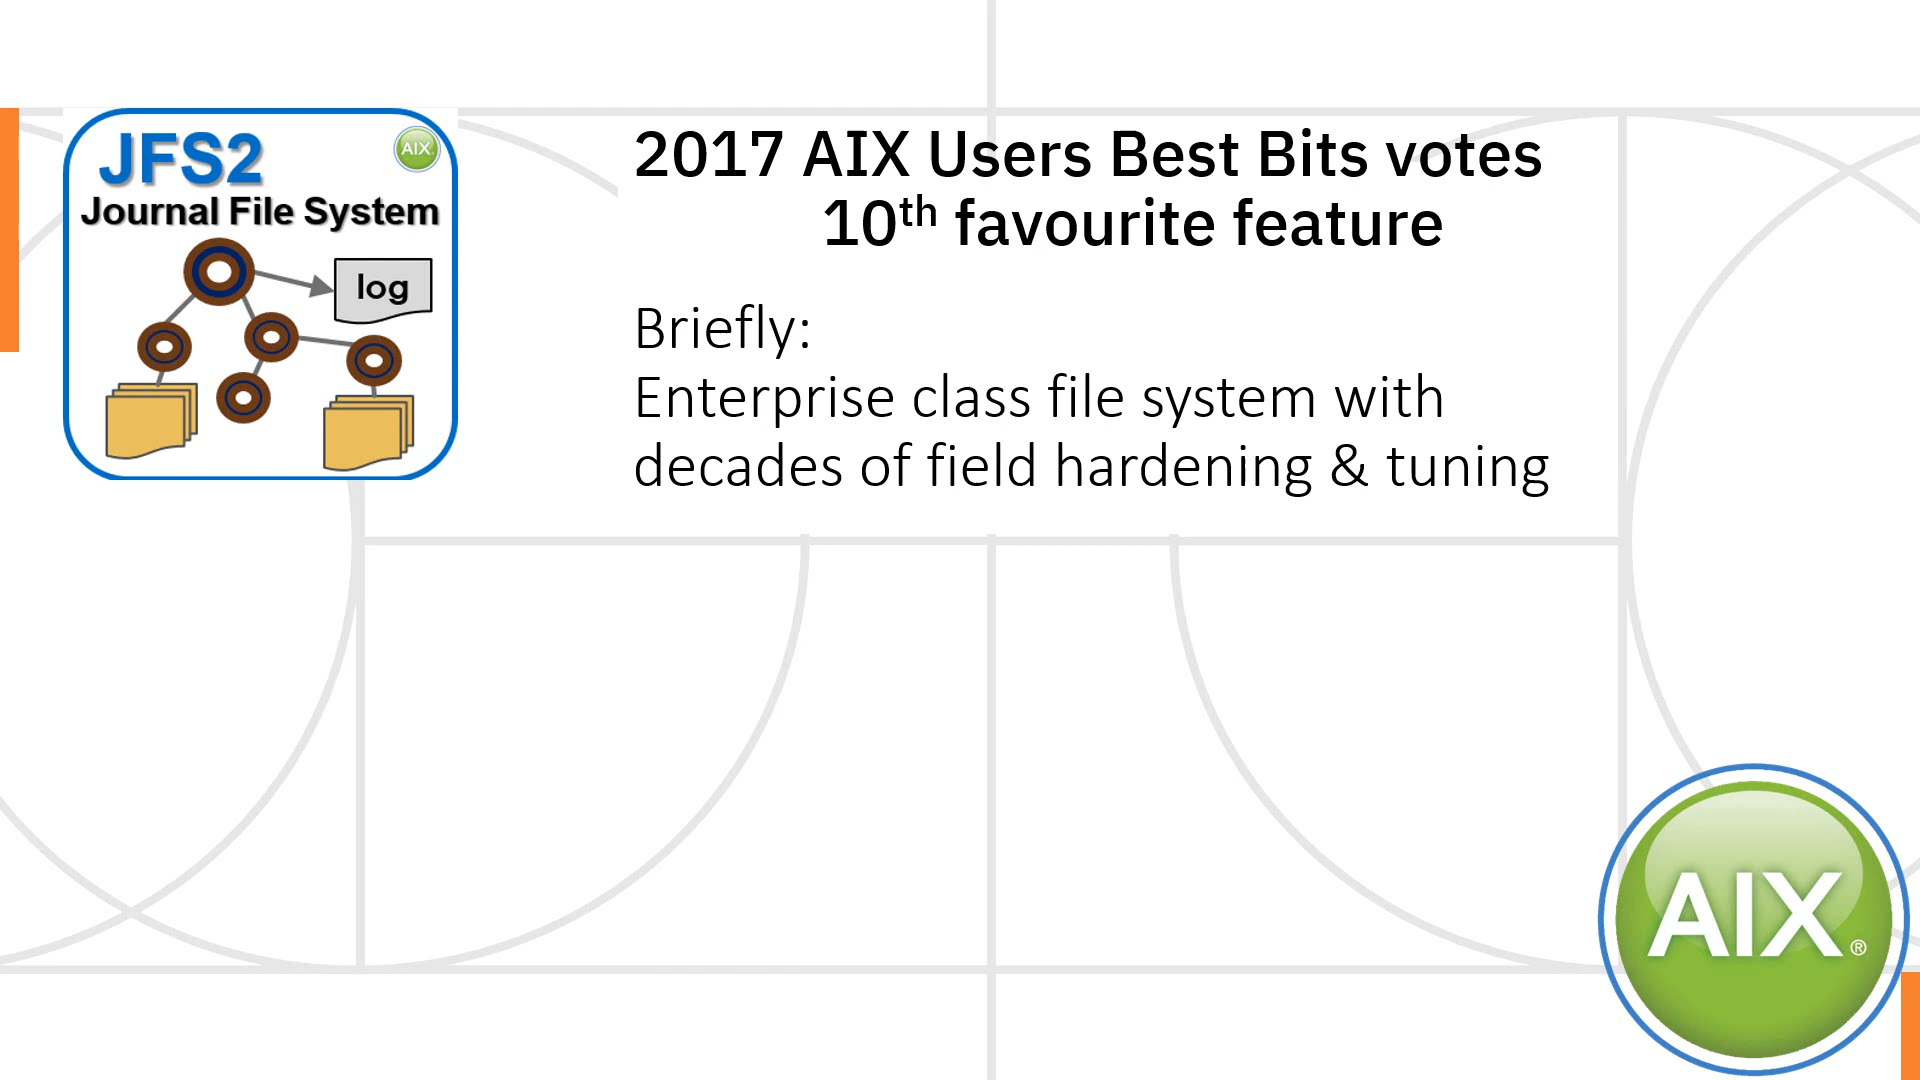 JFS2
AIX
Journal File System
log
2017 AIX Users Best Bits votes
10th favourite feature
Briefly:
Enterprise class file system with
decades of field hardening & tuning
AIX®